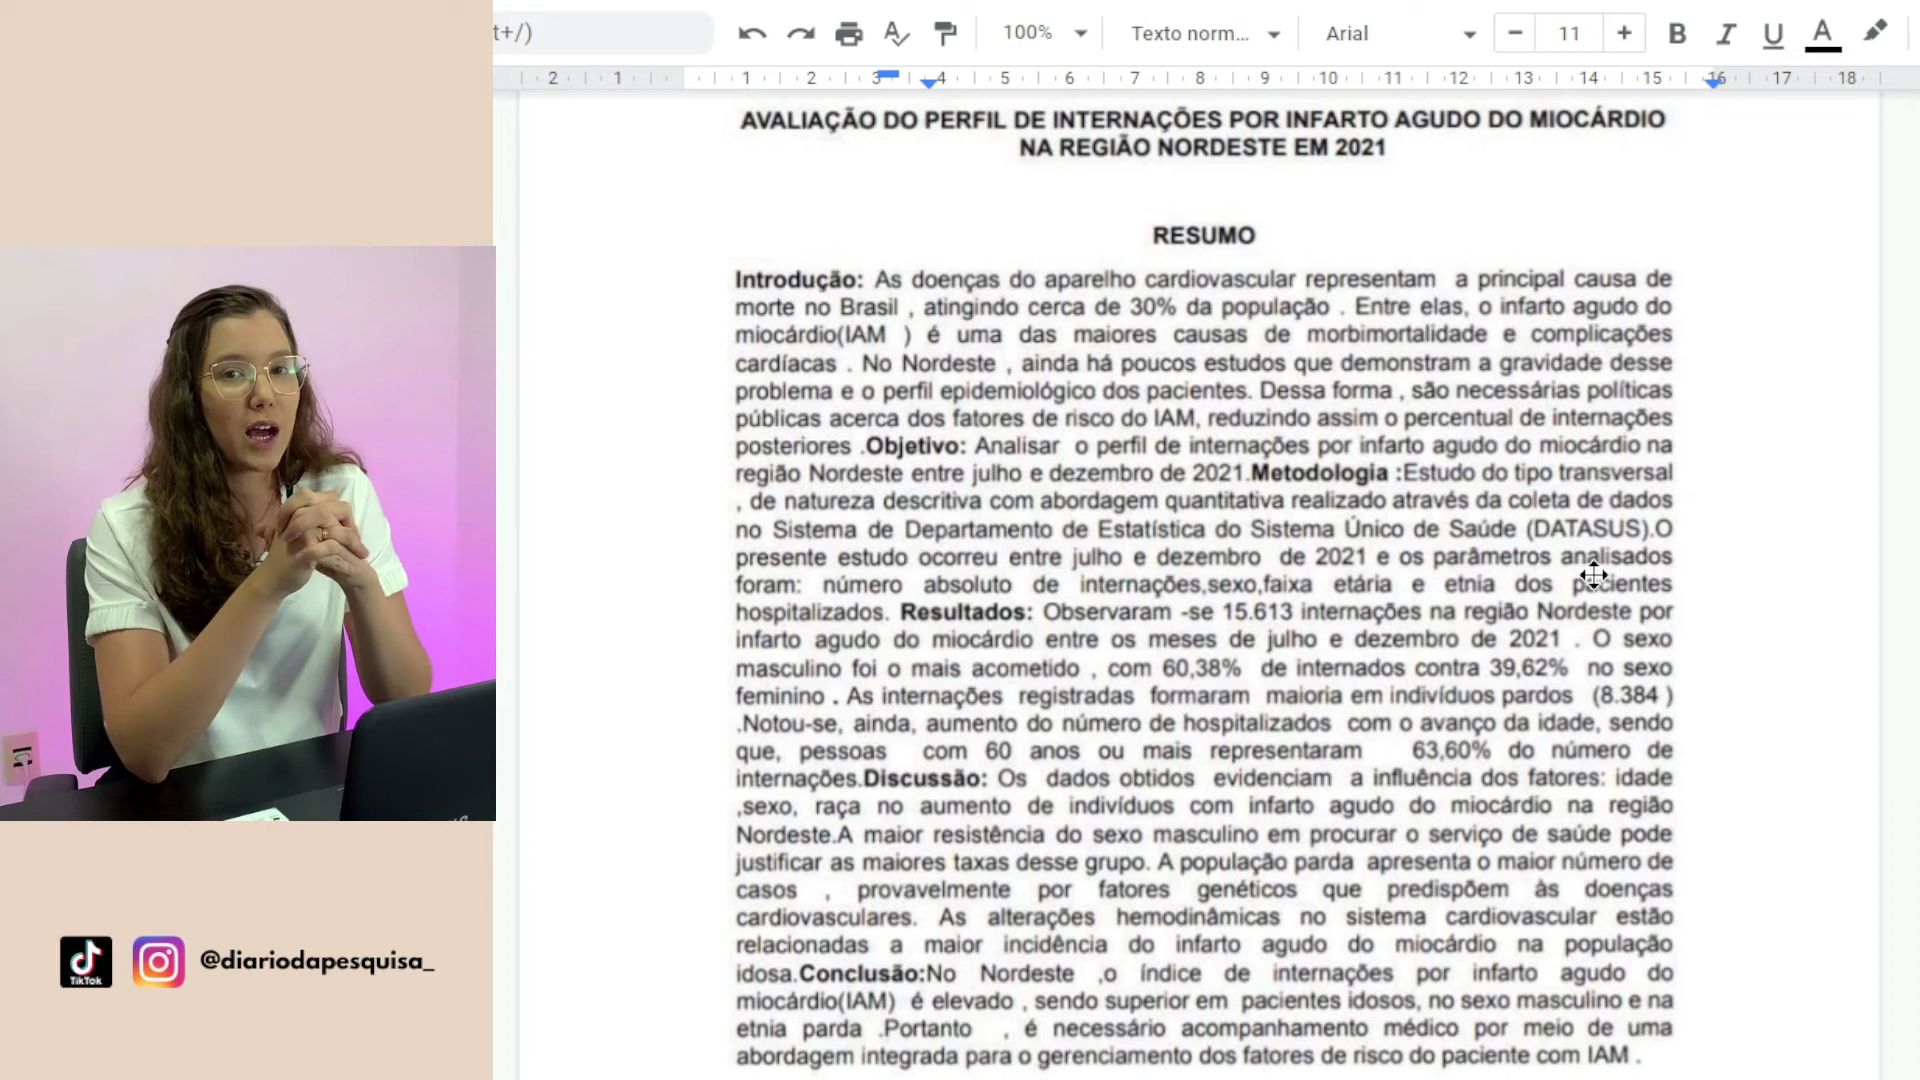 t+/)
100%
Texto norm...
Arial
11
2 1 1 2 3 4 5 6 7 8 9 10 11 12 13 14 15 16 17 18
AVALIAÇÃO DO PERFIL DE INTERNAÇÕES POR INFARTO AGUDO DO MIOCÁRDIO
NA REGIÃO NORDESTE EM 2021
RESUMO
Introdução: As doenças do aparelho cardiovascular representam a principal causa de
morte no Brasil , atingindo cerca de 30% da população . Entre elas, o infarto agudo do
miocárdio(IAM ) é uma das maiores causas de morbimortalidade e complicações
cardíacas . No Nordeste , ainda há poucos estudos que demonstram a gravidade desse
problema e o perfil epidemiológico dos pacientes. Dessa forma , são necessárias políticas
públicas acerca dos fatores de risco do IAM, reduzindo assim o percentual de internações
posteriores .Objetivo: Analisar o perfil de internações por infarto agudo do miocárdio na
região Nordeste entre julho e dezembro de 2021.Metodologia :Estudo do tipo transversal
, de natureza descritiva com abordagem quantitativa realizado através da coleta de dados
no Sistema de Departamento de Estatística do Sistema Único de Saúde (DATASUS).O
presente estudo ocorreu entre julho e dezembro de 2021 e os parâmetros analisados
foram: número absoluto de internações,sexo,faixa etária e etnia dos pacientes
hospitalizados. Resultados: Observaram -se 15.613 internações na região Nordeste por
infarto agudo do miocárdio entre os meses de julho e dezembro de 2021 . O sexo
masculino foi o mais acometido , com 60,38% de internados contra 39,62% no sexo
feminino . As internações registradas formaram maioria em indivíduos pardos (8.384 )
.Notou-se, ainda, aumento do número de hospitalizados com o avanço da idade, sendo
que, pessoas com 60 anos ou mais representaram 63,60% do número de
internações.Discussão: Os dados obtidos evidenciam a influência dos fatores: idade
,sexo, raça no aumento de indivíduos com infarto agudo do miocárdio na região
Nordeste.A maior resistência do sexo masculino em procurar o serviço de saúde pode
justificar as maiores taxas desse grupo. A população parda apresenta o maior número de
casos , provavelmente por fatores genéticos que predispõem às doenças
cardiovasculares. As alterações hemodinâmicas no sistema cardiovascular estão
relacionadas a maior incidência do infarto agudo do miocárdio na população
idosa.Conclusão:No Nordeste ,o índice de internações por infarto agudo do
miocárdio(IAM) é elevado , sendo superior em pacientes idosos, no sexo masculino e na
etnia parda .Portanto , é necessário acompanhamento médico por meio de uma
abordagem integrada para o gerenciamento dos fatores de risco do paciente com IAM .
TikTok
@diariodapesquisa_